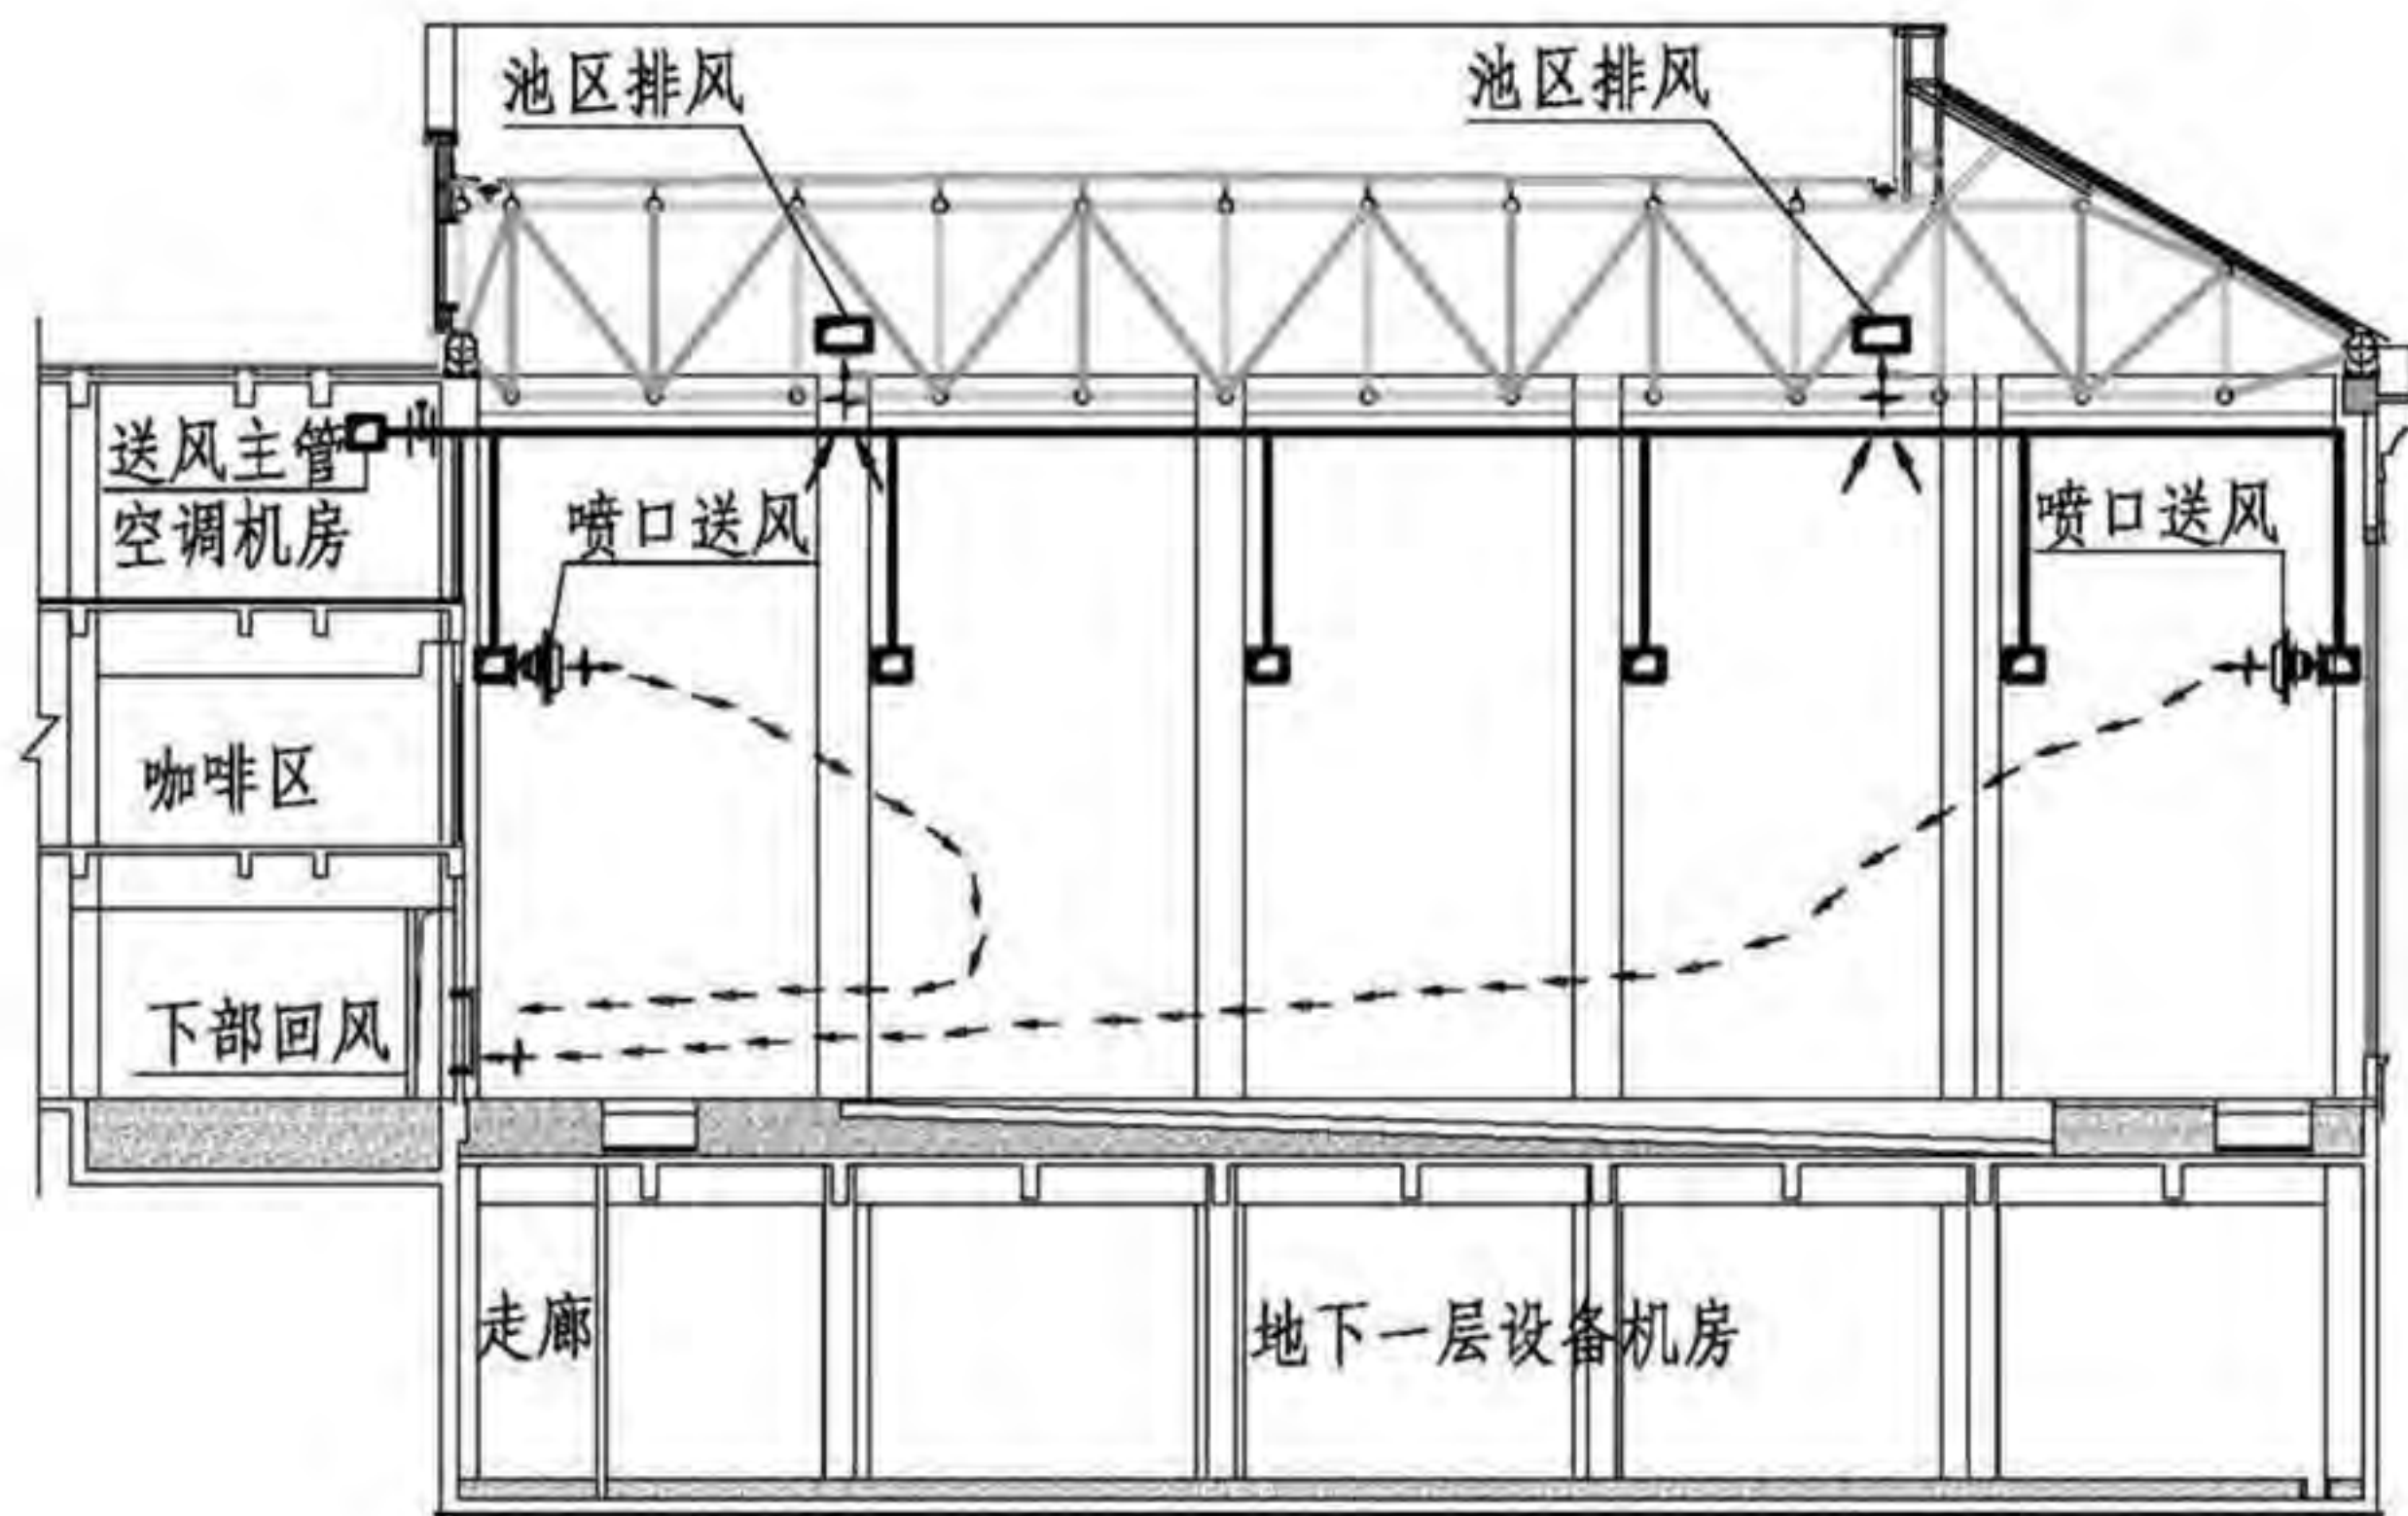 池区排风
池区排风
送风主管
空调机房
喷口送风
喷口送风
咖啡区
下部回风
走廊
地下一层设备机房